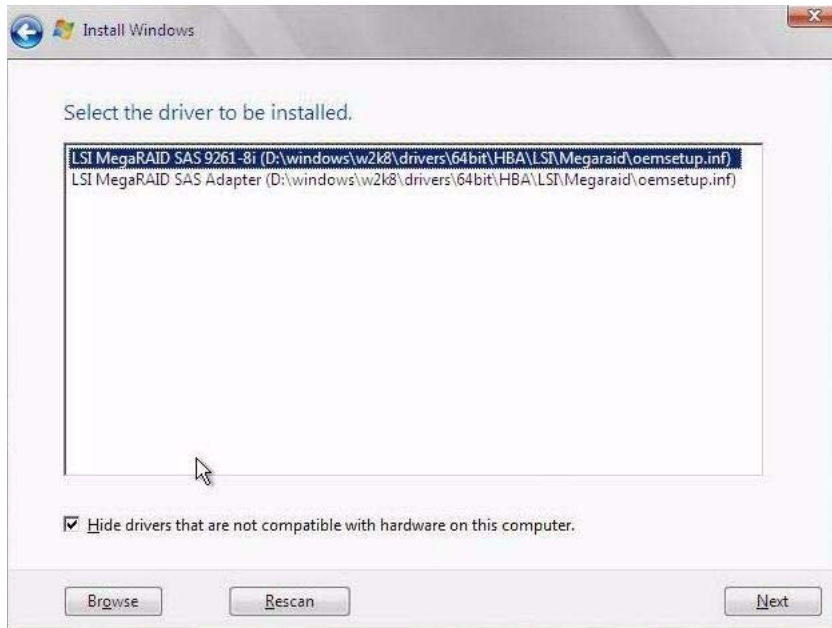 Install Windows
Select the driver to be installed.
LSI MegaRAID SAS 9261-8i (D:\windows\w2k8\drivers\64bit\HBA\LSI\Megaraid\oemsetup.inf)
LSI MegaRAID SAS Adapter (D:\windows\w2k8\drivers\64bit\HBA\LSI\Megaraid\oemsetup.inf)
Hide drivers that are not compatible with hardware on this computer.
Browse Rescan Next